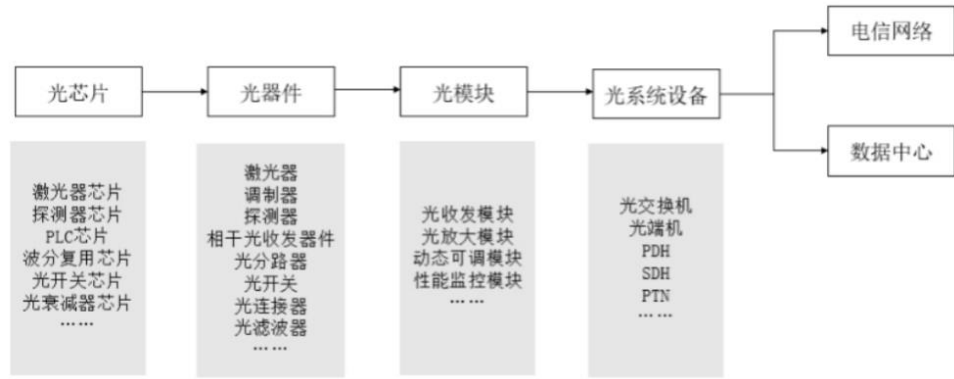 光芯片
光器件
光模块
光系统设备
电信网络
数据中心
激光器芯片
探测器芯片
PLC芯片
波分复用芯片
光开关芯片
光衰减器芯片
……
激光器
调制器
探测器
相干光收发器件
光分路器
光开关
光连接器
光滤波器
……
光收发模块
光放大模块
动态可调模块
性能监控模块
……
光交换机
光端机
PDH
SDH
PTN
……